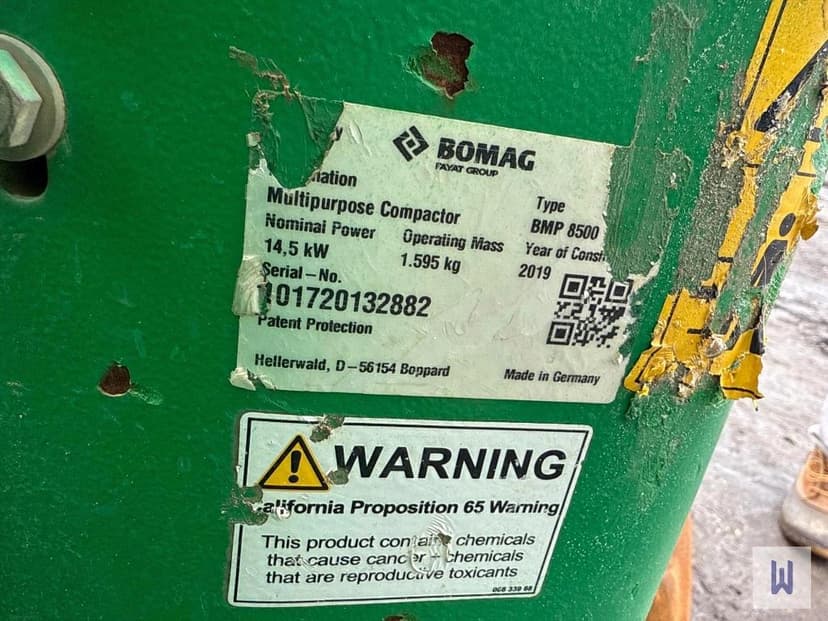 BOMAG
FAYAT GROUP
Multipurpose Compactor
Type
BMP 8500
Nominal Power
14,5 kW
Operating Mass
1.595 kg
Year of
2019
Serial-No.
101720132882
Patent Protection
Hellerwald, D-56154 Boppard
Made in Germany
WARNING
California Proposition 65 Warning
This product contains chemicals
that cause cancer - chemicals
that are reproductive toxicants
W